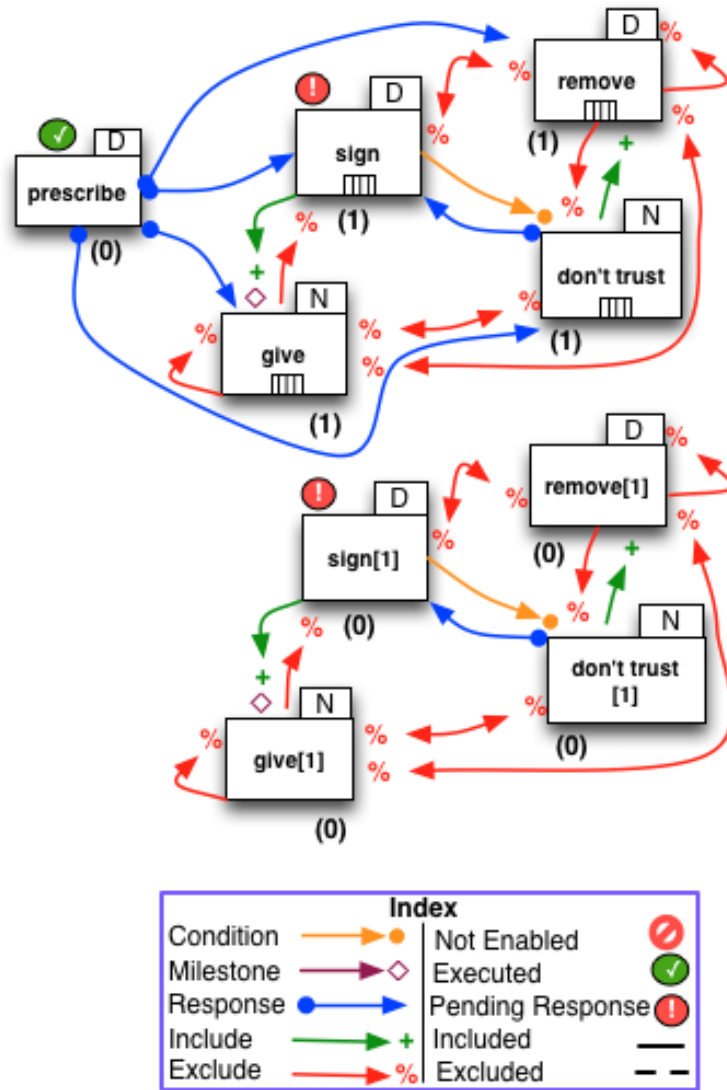 D
%
remove
%
%
(1)
D
!
sign
%
%
(1)
+
%
✓
D
prescribe
(0)
N
don't trust
%
(1)
+
N
%
give
%
%
(1)
D
%
remove[1]
%
%
(0)
D
!
sign[1]
%
%
(0)
+
%
N
don't trust
[1]
%
(0)
+
N
%
give[1]
%
%
(0)
Index
Condition
Not Enabled
Milestone
Executed ✓
Response
Pending Response !
Include +
Included
Exclude %
Excluded